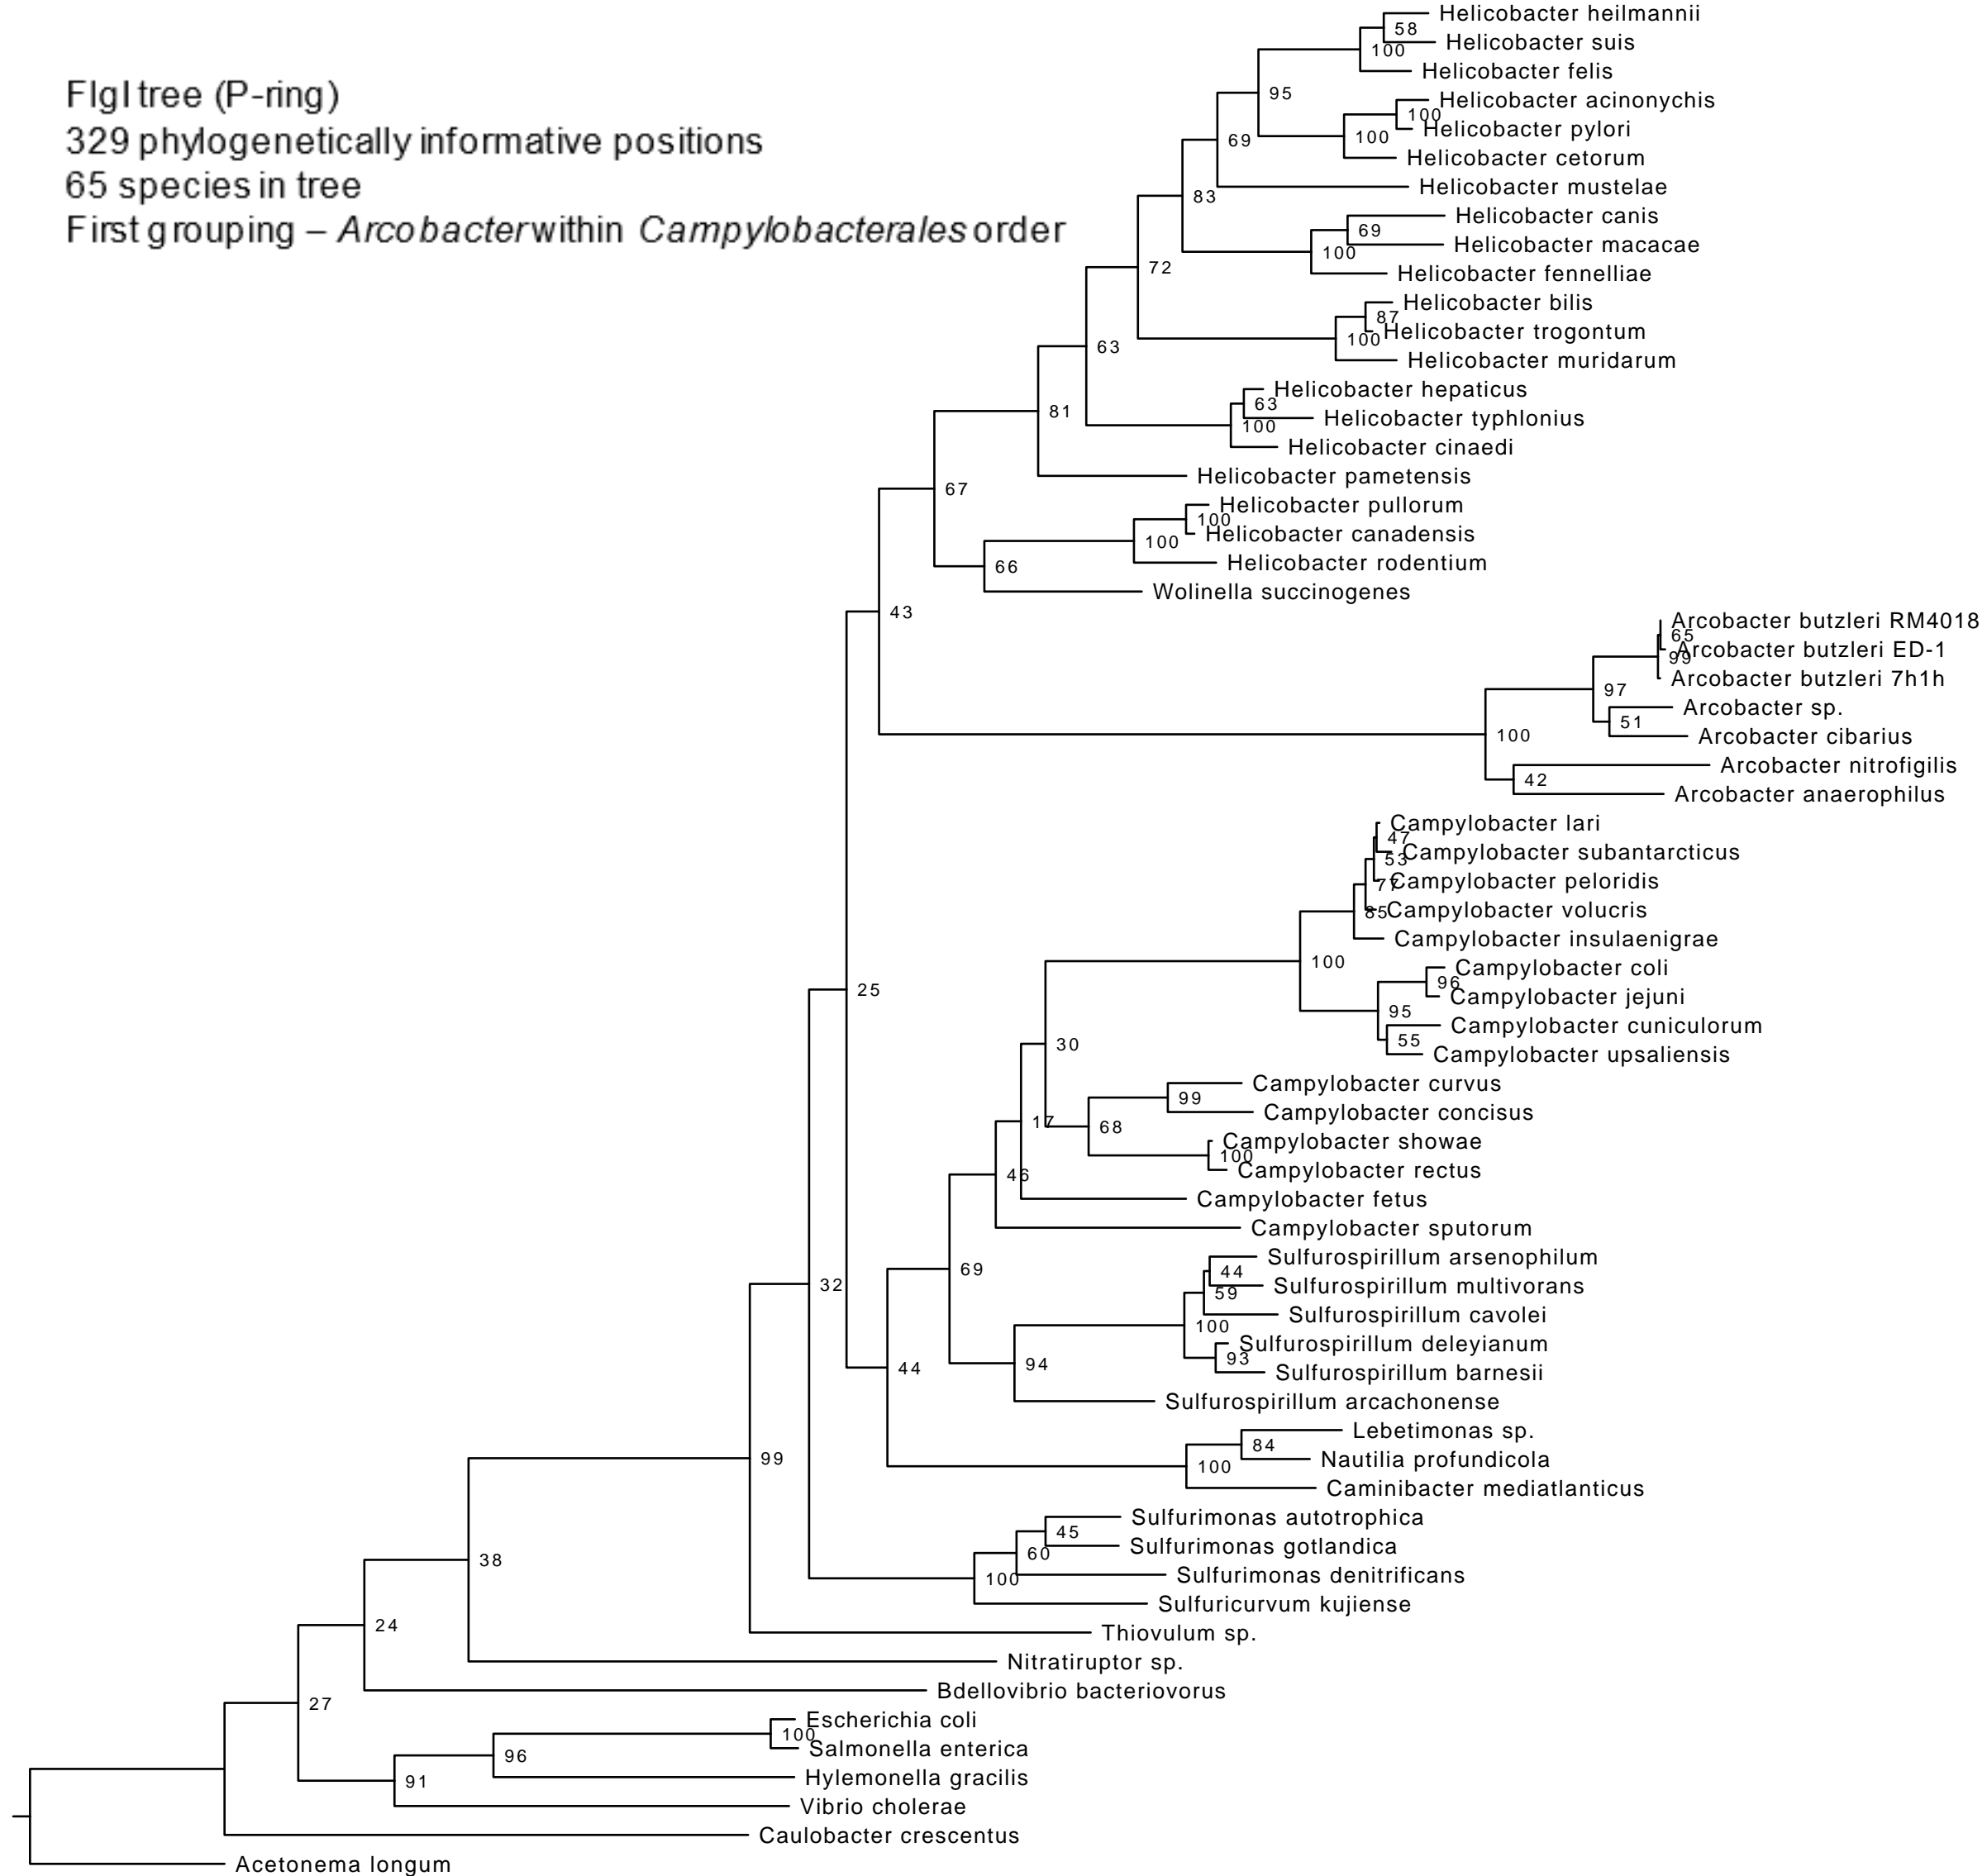 FlgI tree (P-ring)
329 phylogenetically informative positions
65 species in tree
First grouping – Arcobacter within Campylobacterales order
Helicobacter heilmannii
58
Helicobacter suis
100
Helicobacter felis
95
Helicobacter acinonychis
100
Helicobacter pylori
100
Helicobacter cetorum
69
Helicobacter mustelae
83
Helicobacter canis
69
Helicobacter macacae
100
Helicobacter fennelliae
72
Helicobacter bilis
87
Helicobacter trogontum
100
Helicobacter muridarum
63
Helicobacter hepaticus
63
Helicobacter typhlonius
100
Helicobacter cinaedi
81
Helicobacter pametensis
67
Helicobacter pullorum
100
Helicobacter canadensis
100
Helicobacter rodentium
66
Wolinella succinogenes
43
Arcobacter butzleri RM4018
65
Arcobacter butzleri ED-1
99
Arcobacter butzleri 7h1h
97
Arcobacter sp.
51
Arcobacter cibarius
100
Arcobacter nitrofigilis
42
Arcobacter anaerophilus
25
Campylobacter lari
47
Campylobacter subantarcticus
53
Campylobacter peloridis
77
Campylobacter volucris
85
Campylobacter insulaenigrae
100
Campylobacter coli
96
Campylobacter jejuni
95
Campylobacter cuniculorum
55
Campylobacter upsaliensis
30
Campylobacter curvus
99
Campylobacter concisus
17
68
Campylobacter showae
100
Campylobacter rectus
46
Campylobacter fetus
Campylobacter sputorum
69
Sulfurospirillum arsenophilum
44
Sulfurospirillum multivorans
59
Sulfurospirillum cavolei
100
Sulfurospirillum deleyianum
93
Sulfurospirillum barnesii
94
Sulfurospirillum arcachonense
44
Lebetimonas sp.
84
Nautilia profundicola
100
Caminibacter mediatlanticus
32
Sulfurimonas autotrophica
45
Sulfurimonas gotlandica
60
Sulfurimonas denitrificans
100
Sulfuricurvum kujiense
99
Thiovulum sp.
38
Nitratiruptor sp.
24
Bdellovibrio bacteriovorus
27
Escherichia coli
100
Salmonella enterica
96
Hylemonella gracilis
91
Vibrio cholerae
Caulobacter crescentus
Acetonema longum